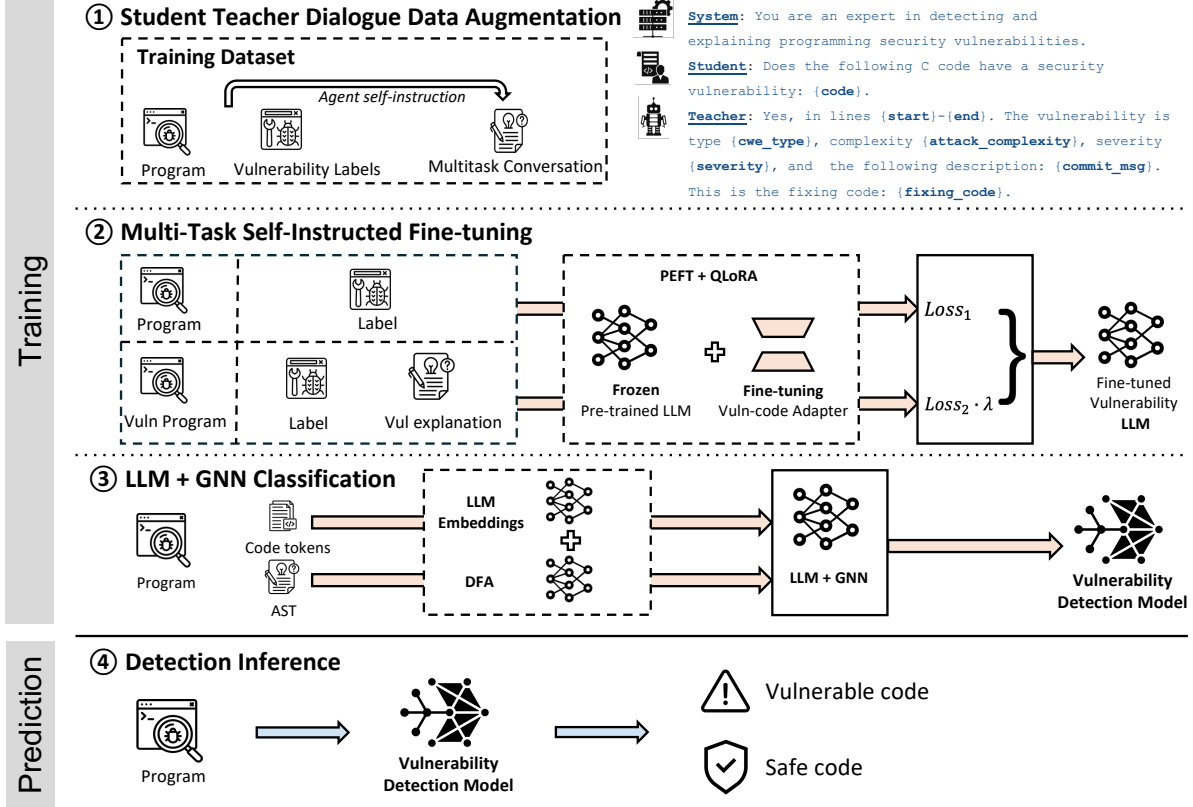 Training
① Student Teacher Dialogue Data Augmentation
Training Dataset
Agent self-instruction
Program
Vulnerability Labels
Multitask Conversation
System: You are an expert in detecting and
explaining programming security vulnerabilities.
Student: Does the following C code have a security
vulnerability: {code}.
Teacher: Yes, in lines {start}-{end}. The vulnerability is
type {cwe_type}, complexity {attack_complexity}, severity
{severity}, and the following description: {commit_msg}.
This is the fixing code: {fixing_code}.
② Multi-Task Self-Instructed Fine-tuning
Program
Label
Vuln Program
Label
Vul explanation
PEFT + QLoRA
Frozen
Pre-trained LLM
Fine-tuning
Vuln-code Adapter
Loss₁
Loss₂ · λ
}
Fine-tuned
Vulnerability
LLM
③ LLM + GNN Classification
Program
Code tokens
AST
LLM
Embeddings
DFA
LLM + GNN
Vulnerability
Detection Model
Prediction
④ Detection Inference
Program
Vulnerability
Detection Model
Vulnerable code
Safe code